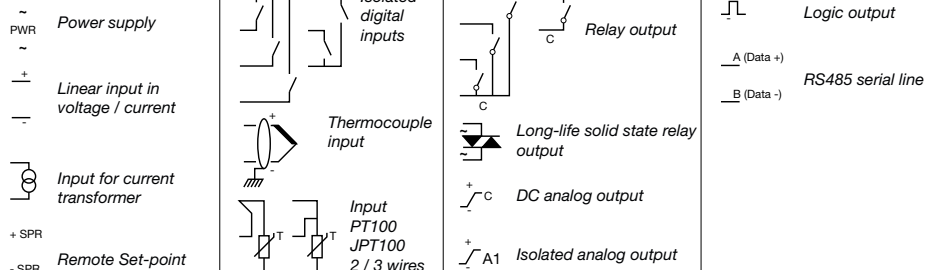 ~
PWR
~
Power supply
+
-
Linear input in
voltage / current
Input for current
transformer
+ SPR
- SPR
Remote Set-point
Isolated
digital
inputs
+
-
Thermocouple
input
T
T
Input
PT100
JPT100
2 / 3 wires
C
C
Relay output
~
~
Long-life solid state relay
output
+
-
C
DC analog output
+
-
A1
Isolated analog output
-
Logic output
A (Data +)
B (Data -)
RS485 serial line